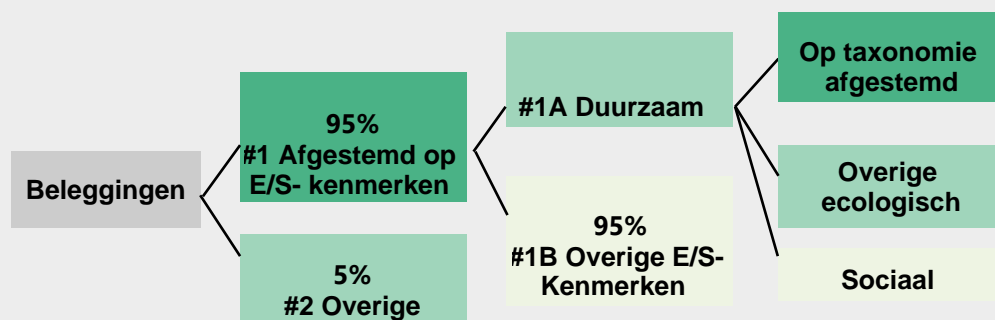 Beleggingen
95%
#1 Afgestemd op
E/S- kenmerken
5%
#2 Overige
#1A Duurzaam
95%
#1B Overige E/S-
Kenmerken
Op taxonomie
afgestemd
Overige
ecologisch
Sociaal